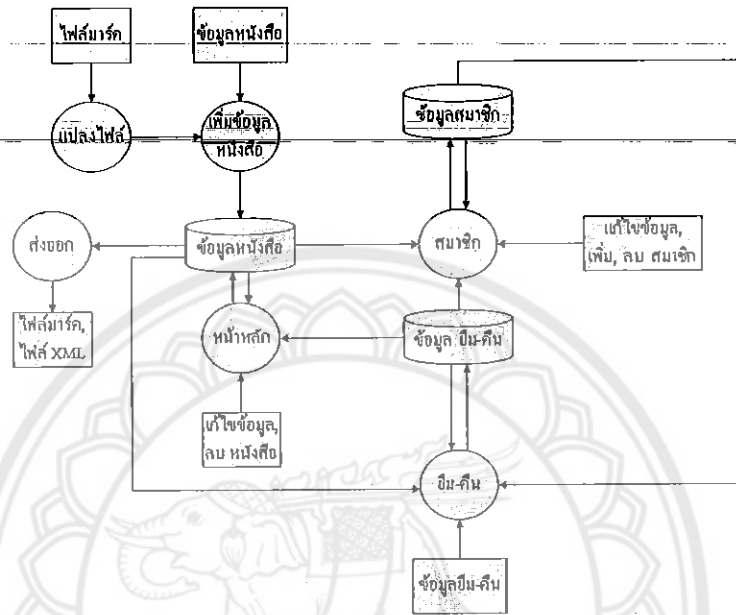 ไฟล์มาร์ค
ข้อมูลหนังสือ
แปลงไฟล์
เพิ่มข้อมูล
หนังสือ
ข้อมูลสมาชิก
ส่งออก
ข้อมูลหนังสือ
สมาชิก
แก้ไขข้อมูล,
เพิ่ม, ลบ สมาชิก
ไฟล์มาร์ค,
ไฟล์ XML
หน้าหลัก
ข้อมูล ยืม-คืน
แก้ไขข้อมูล,
ลบ หนังสือ
ยืม-คืน
ข้อมูลยืม-คืน